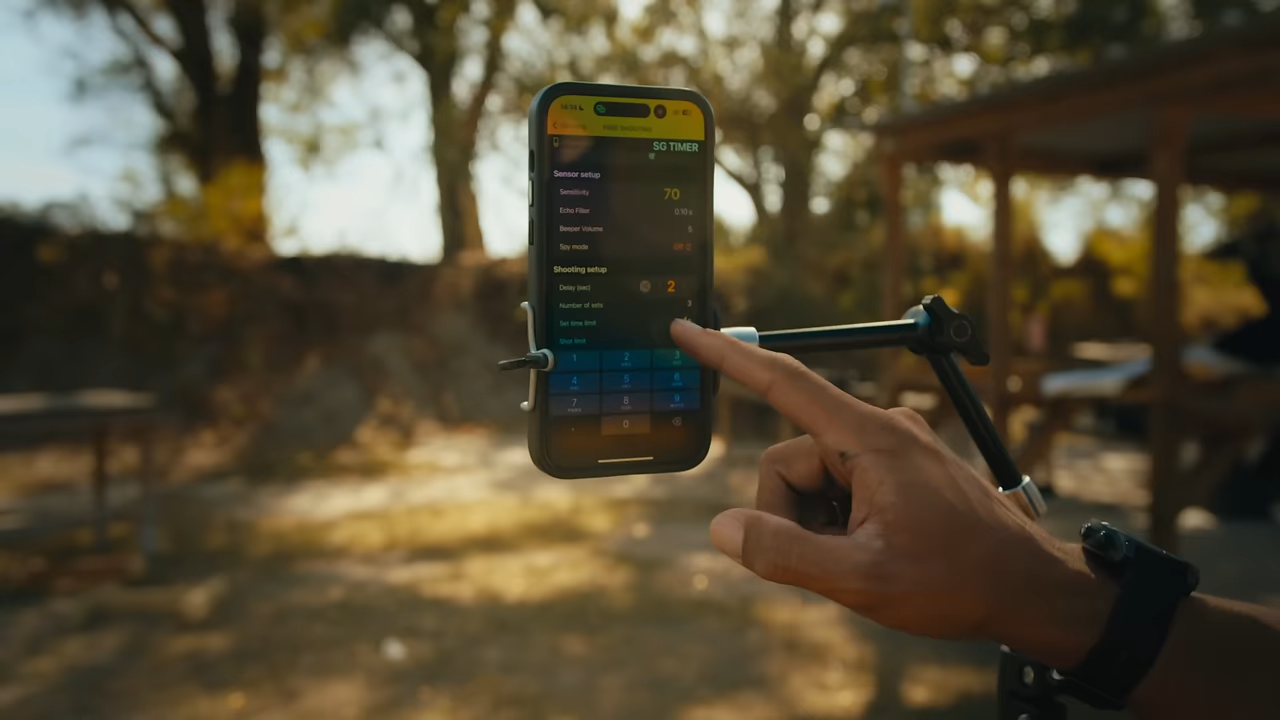 14:14
SG TIMER
Sensor setup
Sensitivity 70
Echo Filter 0.10 s
Beeper Volume
Spy mode
Shooting setup
Delay (sec) 2
Number of sets 3
Set time limit
Shot limit
1 2 3
4 5 6
7 8 9
0